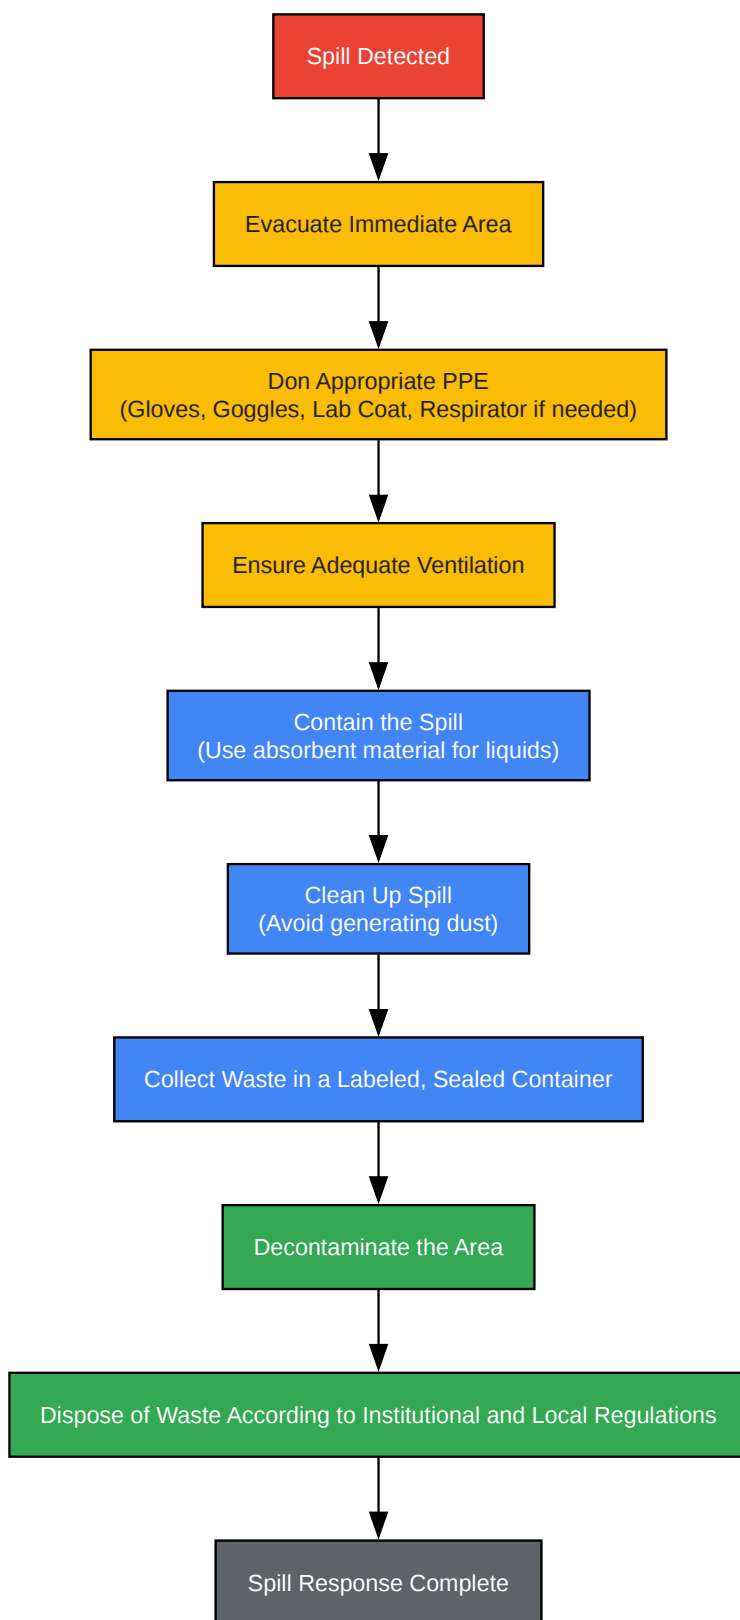 Spill Detected
Evacuate Immediate Area
Don Appropriate PPE
(Gloves, Goggles, Lab Coat, Respirator if needed)
Ensure Adequate Ventilation
Contain the Spill
(Use absorbent material for liquids)
Clean Up Spill
(Avoid generating dust)
Collect Waste in a Labeled, Sealed Container
Decontaminate the Area
Dispose of Waste According to Institutional and Local Regulations
Spill Response Complete